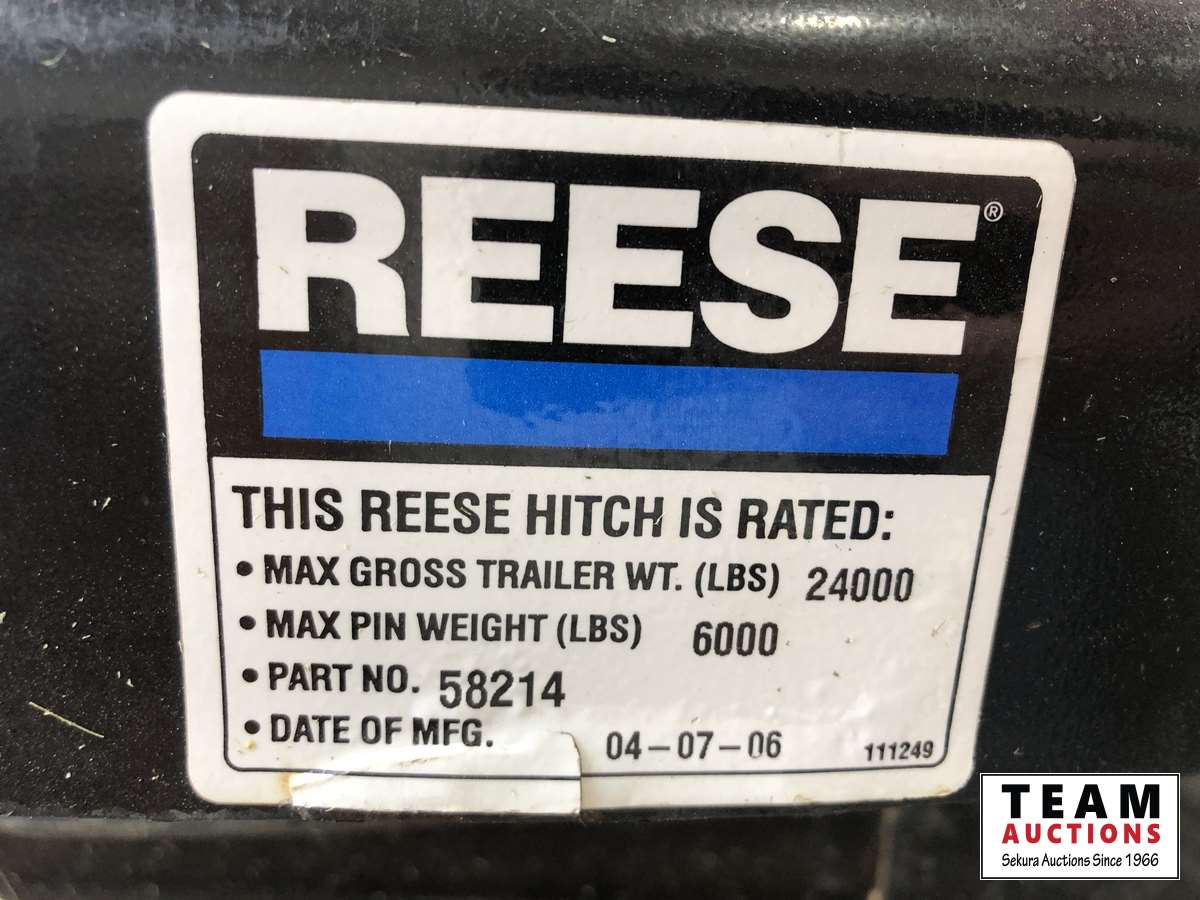 REESE®
THIS REESE HITCH IS RATED:
• MAX GROSS TRAILER WT. (LBS) 24000
• MAX PIN WEIGHT (LBS) 6000
• PART NO. 58214
• DATE OF MFG. 04-07-06 111249
TEAM
AUCTIONS
Sekura Auctions Since 1966